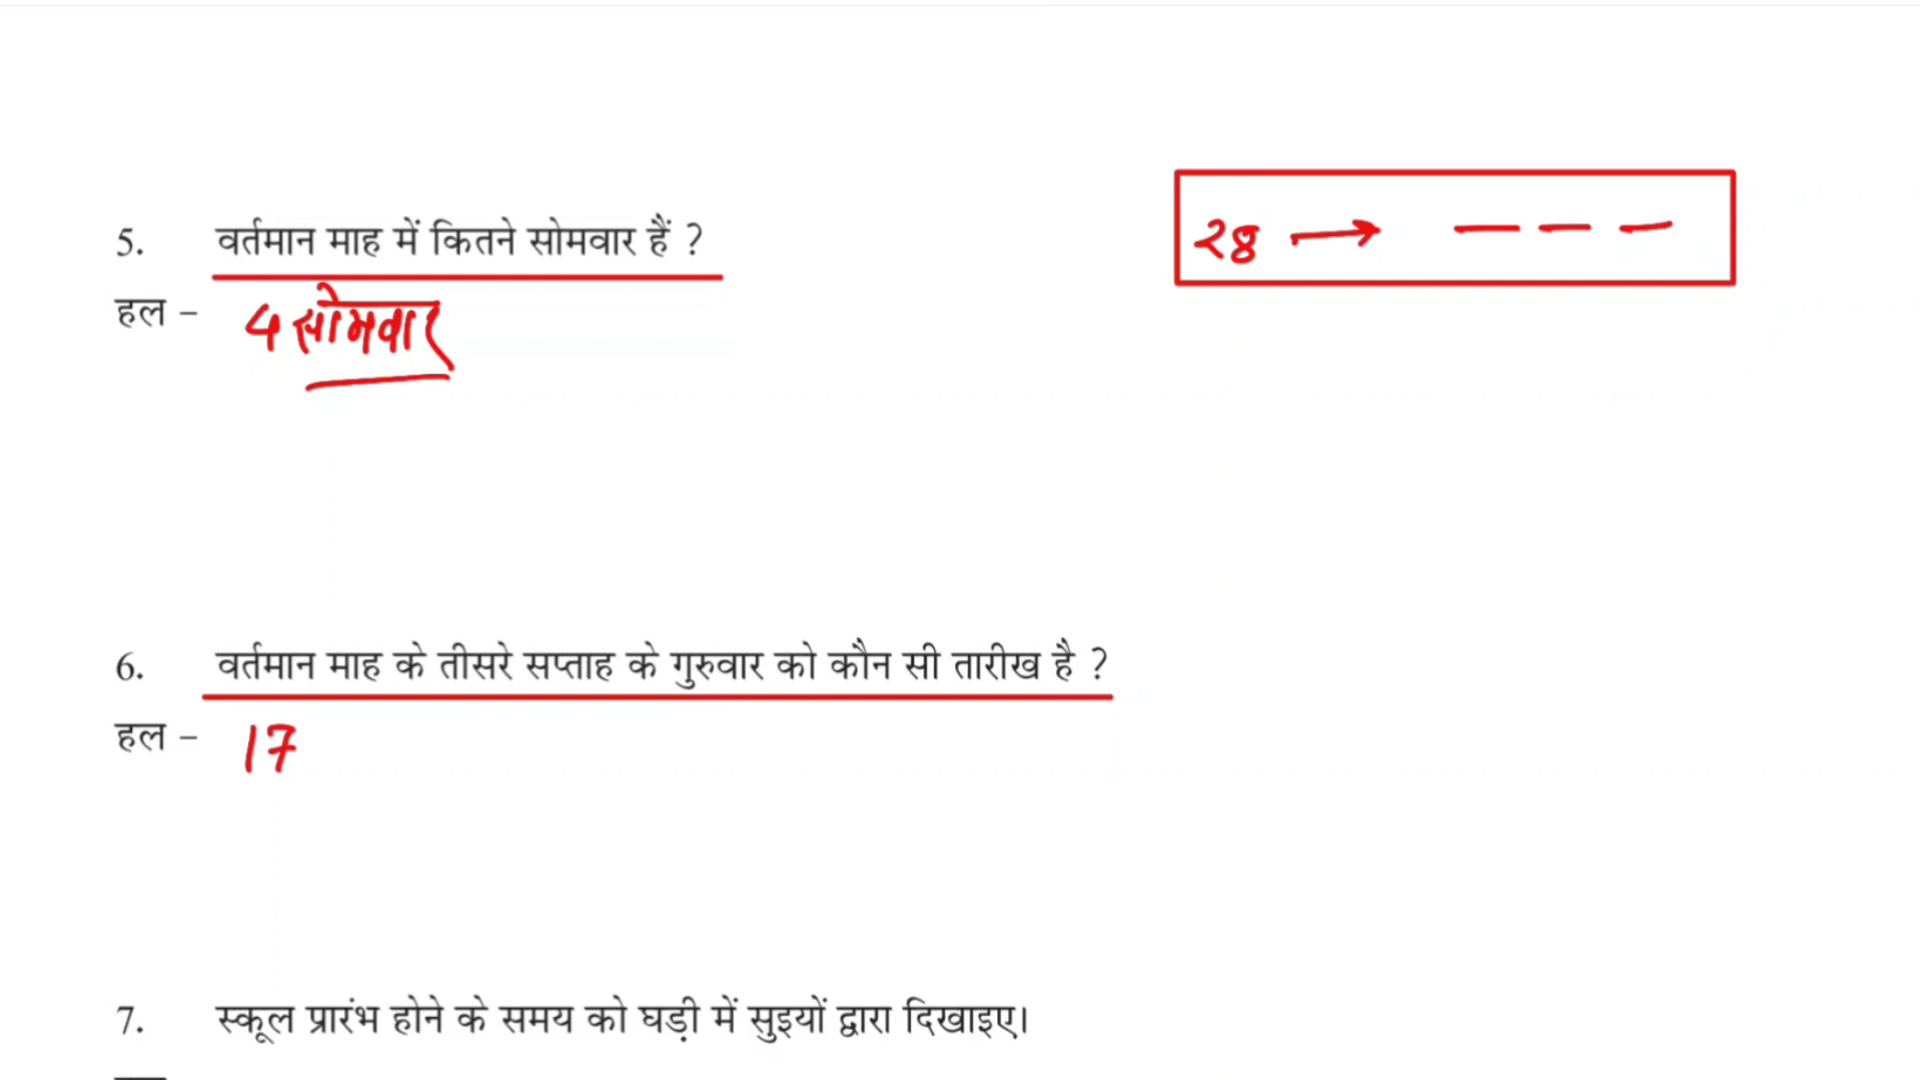 5. वर्तमान माह में कितने सोमवार हैं ?
28 → — — —
हल – 4 सोमवार
6. वर्तमान माह के तीसरे सप्ताह के गुरुवार को कौन सी तारीख है ?
हल – 17
7. स्कूल प्रारंभ होने के समय को घड़ी में सुइयों द्वारा दिखाइए।